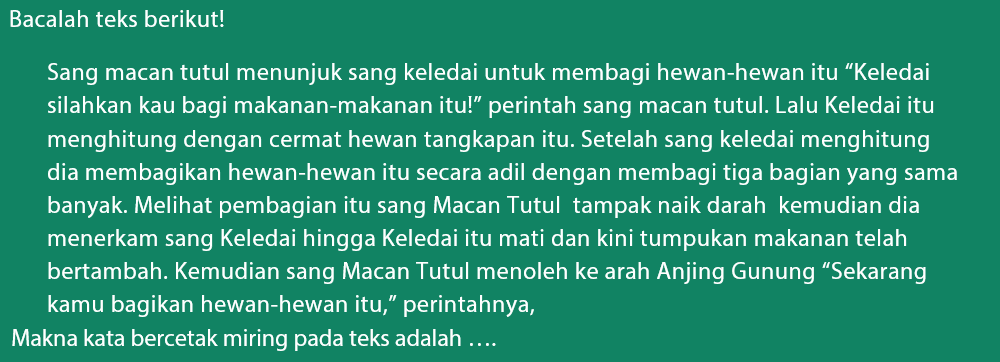 Bacalah teks berikut!
Sang macan tutul menunjuk sang keledai untuk membagi hewan-hewan itu “Keledai
silahkan kau bagi makanan-makanan itu!” perintah sang macan tutul. Lalu Keledai itu
menghitung dengan cermat hewan tangkapan itu. Setelah sang keledai menghitung
dia membagikan hewan-hewan itu secara adil dengan membagi tiga bagian yang sama
banyak. Melihat pembagian itu sang Macan Tutul  tampak naik darah  kemudian dia
menerkam sang Keledai hingga Keledai itu mati dan kini tumpukan makanan telah
bertambah. Kemudian sang Macan Tutul menoleh ke arah Anjing Gunung “Sekarang
kamu bagikan hewan-hewan itu,” perintahnya,
Makna kata bercetak miring pada teks adalah ….